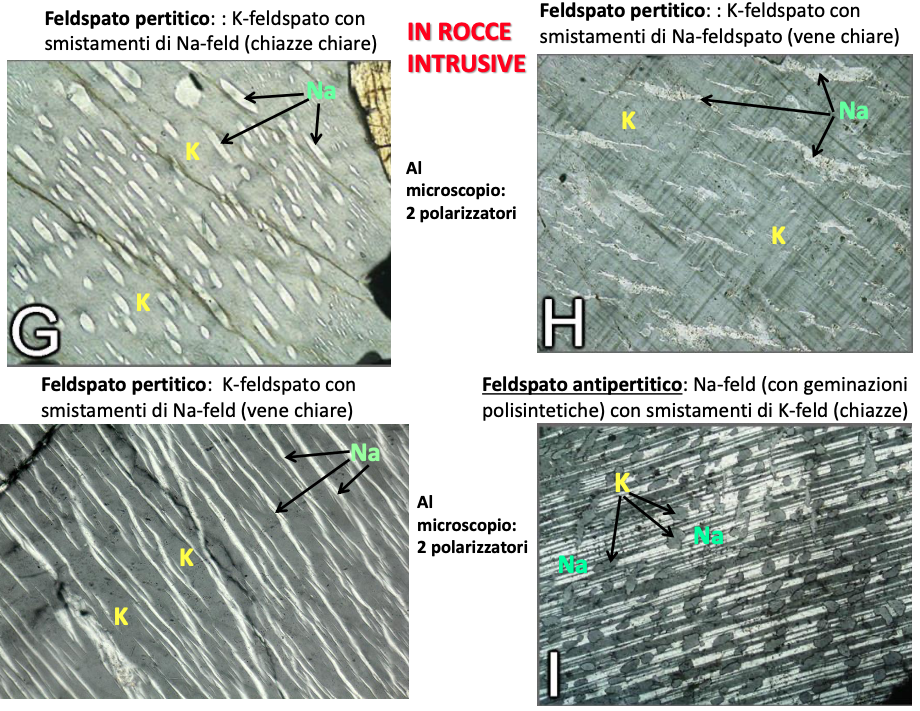 Feldspato pertitico: : K-feldspato con
smistamenti di Na-feld (chiazze chiare)
IN ROCCE
INTRUSIVE
Feldspato pertitico: : K-feldspato con
smistamenti di Na-feldspato (vene chiare)
Na
K
K
G
Al
microscopio:
2 polarizzatori
Na
K
K
H
Feldspato pertitico: K-feldspato con
smistamenti di Na-feld (vene chiare)
Na
K
K
Al
microscopio:
2 polarizzatori
Feldspato antipertitico: Na-feld (con geminazioni
polisintetiche) con smistamenti di K-feld (chiazze)
K
Na
Na
I